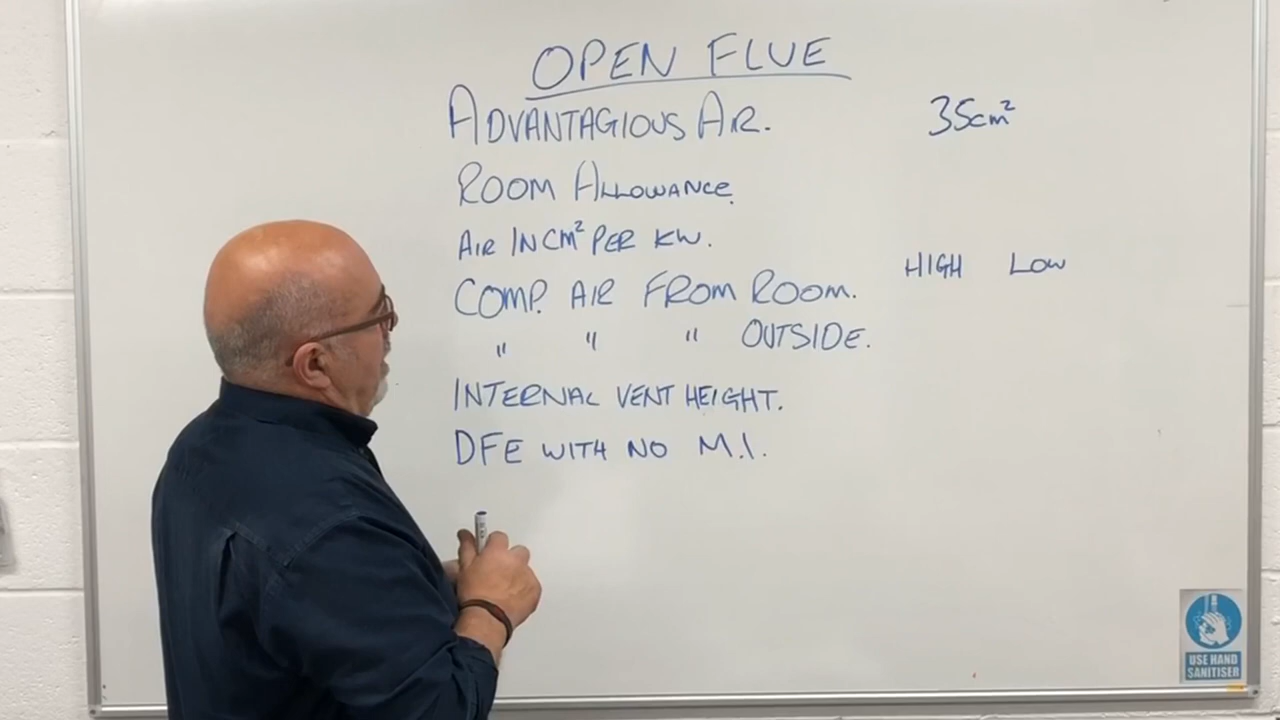 OPEN FLUE
ADVANTAGIOUS AIR. 35cm²
ROOM ALLOWANCE.
AIR IN CM² PER KW.
HIGH LOW
COMP. AIR FROM ROOM.
" " " OUTSIDE.
INTERNAL VENT HEIGHT.
DFE WITH NO M.I.
USE HAND
SANITISER